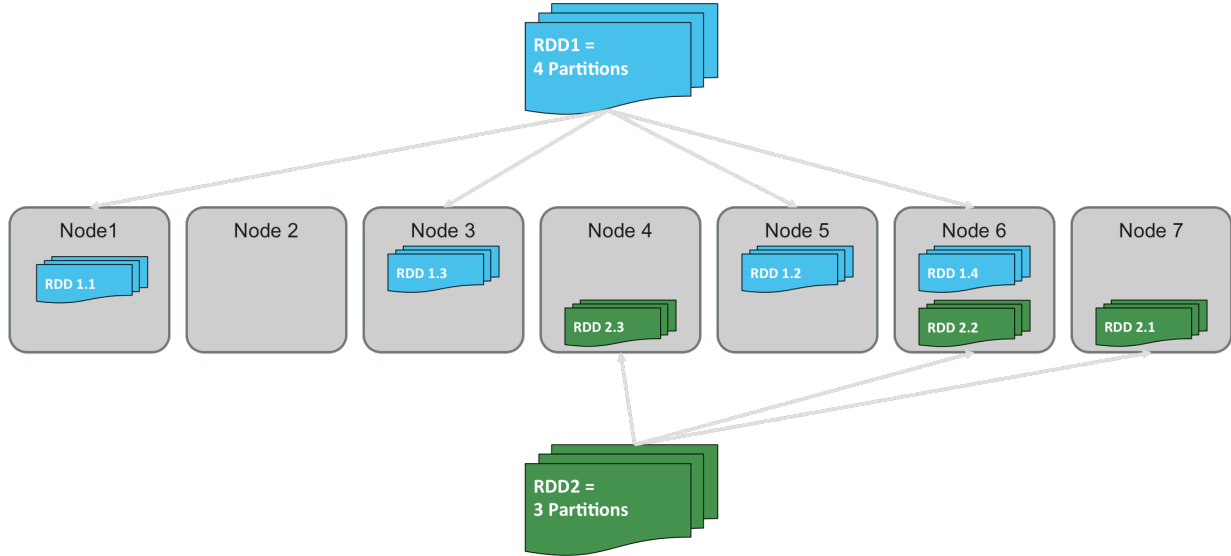 RDD1 =
4 Partitions
Node1
Node 2
Node 3
Node 4
Node 5
Node 6
Node 7
RDD 1.1
RDD 1.3
RDD 1.2
RDD 1.4
RDD 2.3
RDD 2.2
RDD 2.1
RDD2 =
3 Partitions